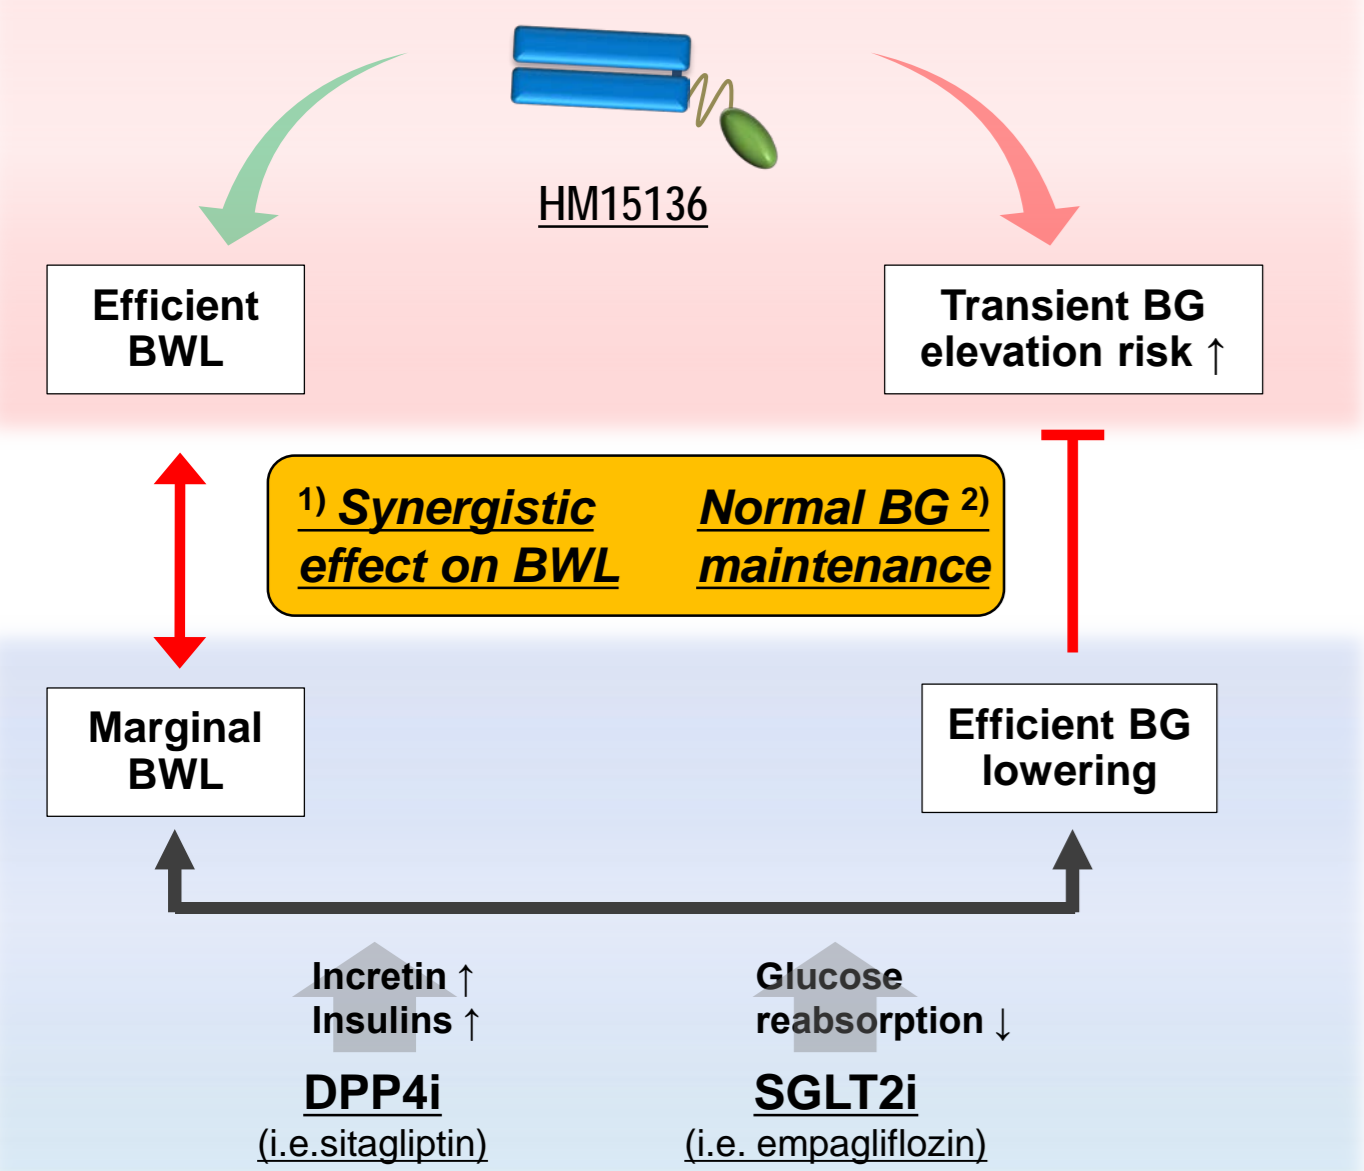 HM15136
Efficient
BWL
Transient BG
elevation risk ↑
1) Synergistic
effect on BWL
Normal BG 2)
maintenance
Marginal
BWL
Efficient BG
lowering
Incretin ↑
Insulins ↑
Glucose
reabsorption ↓
DPP4i
(i.e.sitagliptin)
SGLT2i
(i.e. empagliflozin)